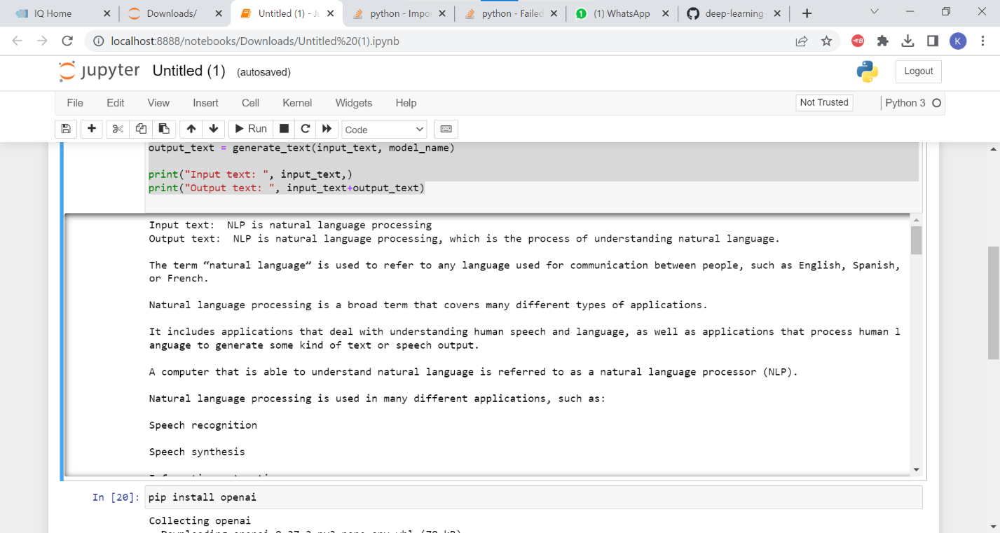 IQ Home
Downloads/
Untitled (1) - Ju
python - Impo
python - Failed
(1) WhatsApp
deep-learning-
localhost:8888/notebooks/Downloads/Untitled%20(1).ipynb
K
jupyter Untitled (1) (autosaved)
Logout
File Edit View Insert Cell Kernel Widgets Help
Not Trusted
Python 3
Run
Code
output_text = generate_text(input_text, model_name)
print("Input text: ", input_text,)
print("Output text: ", input_text+output_text)
Input text:  NLP is natural language processing
Output text:  NLP is natural language processing, which is the process of understanding natural language.
The term “natural language” is used to refer to any language used for communication between people, such as English, Spanish,
or French.
Natural language processing is a broad term that covers many different types of applications.
It includes applications that deal with understanding human speech and language, as well as applications that process human l
anguage to generate some kind of text or speech output.
A computer that is able to understand natural language is referred to as a natural language processor (NLP).
Natural language processing is used in many different applications, such as:
Speech recognition
Speech synthesis
In [20]: pip install openai
Collecting openai